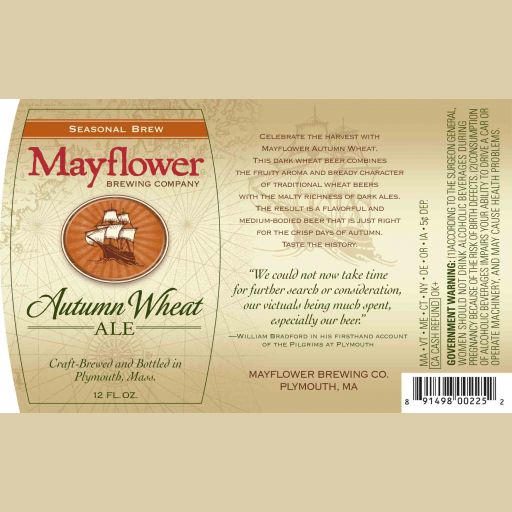 SEASONAL BREW
Mayflower
BREWING COMPANY
Autumn Wheat
ALE
Craft-Brewed and Bottled in
Plymouth, Mass.
12 FL. OZ.
CELEBRATE THE HARVEST WITH
MAYFLOWER AUTUMN WHEAT.
THIS DARK WHEAT BEER COMBINES
THE FRUITY AROMA AND BREADY CHARACTER
OF TRADITIONAL WHEAT BEERS
WITH THE MALTY RICHNESS OF DARK ALES.
THE RESULT IS A FLAVORFUL AND
MEDIUM-BODIED BEER THAT IS JUST RIGHT
FOR THE CRISP DAYS OF AUTUMN.
TASTE THE HISTORY.
"We could not now take time
for further search or consideration,
our victuals being much spent,
especially our beer."
—WILLIAM BRADFORD IN HIS FIRSTHAND ACCOUNT
OF THE PILGRIMS AT PLYMOUTH
MAYFLOWER BREWING CO.
PLYMOUTH, MA
MA • VT • ME • CT • NY • DE • OR • IA • 5¢ DEP.
CA CASH REFUND OK+
GOVERNMENT WARNING: (1)ACCORDING TO THE SURGEON GENERAL,
WOMEN SHOULD NOT DRINK ALCOHOLIC BEVERAGES DURING
PREGNANCY BECAUSE OF THE RISK OF BIRTH DEFECTS (2)CONSUMPTION
OF ALCOHOLIC BEVERAGES IMPAIRS YOUR ABILITY TO DRIVE A CAR OR
OPERATE MACHINERY, AND MAY CAUSE HEALTH PROBLEMS.
8 91498 00225 2